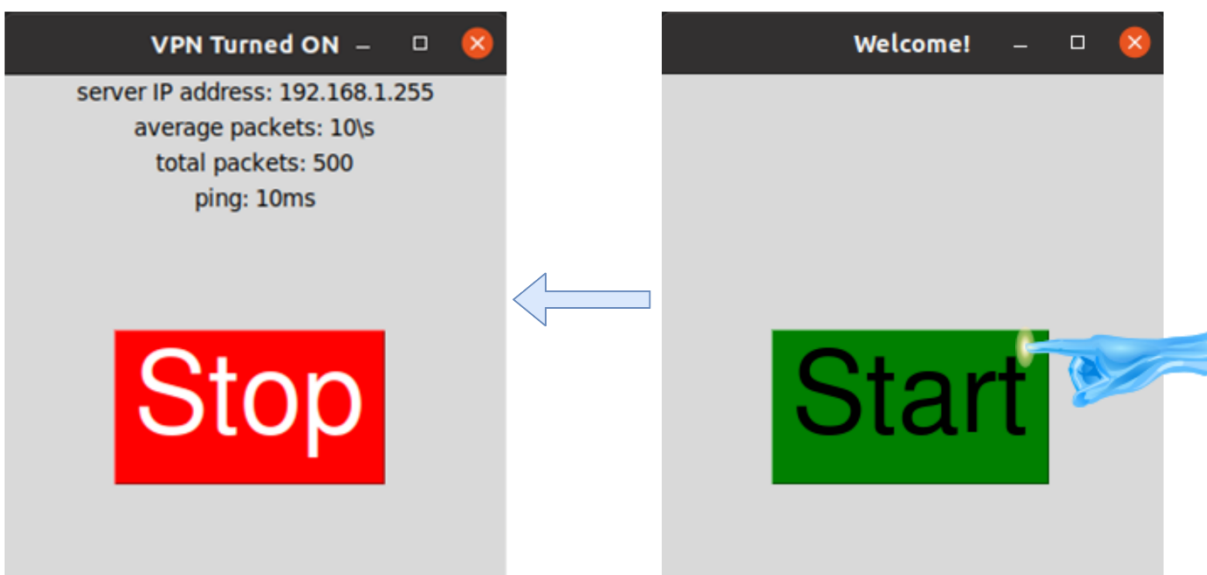 VPN Turned ON
server IP address: 192.168.1.255
average packets: 10\s
total packets: 500
ping: 10ms
Stop
Welcome!
Start